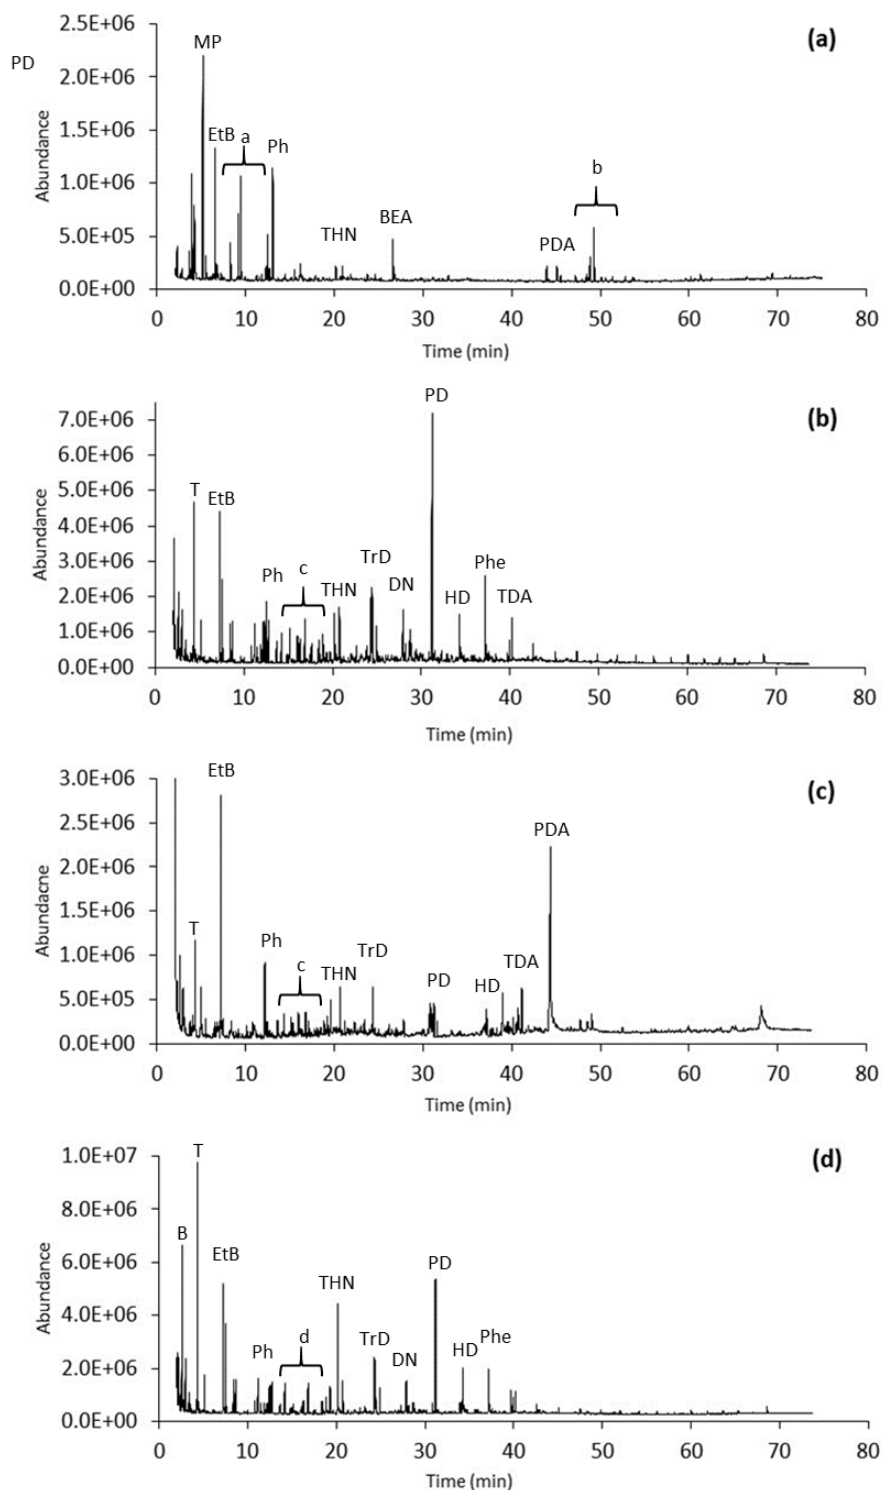 PD
(a)
2.5E+06
2.0E+06
1.5E+06
1.0E+06
5.0E+05
0.0E+00
Abundance
MP
EtB
a
Ph
THN
BEA
PDA
b
0 10 20 30 40 50 60 70 80
Time (min)
(b)
7.0E+06
6.0E+06
5.0E+06
4.0E+06
3.0E+06
2.0E+06
1.0E+06
0.0E+00
Abundance
T
EtB
Ph
c
THN
TrD
DN
PD
HD
Phe
TDA
0 10 20 30 40 50 60 70 80
Time (min)
(c)
3.0E+06
2.5E+06
2.0E+06
1.5E+06
1.0E+06
5.0E+05
0.0E+00
Abundacne
T
EtB
Ph
c
THN
TrD
PD
HD
TDA
PDA
0 10 20 30 40 50 60 70 80
Time (min)
(d)
1.0E+07
8.0E+06
6.0E+06
4.0E+06
2.0E+06
0.0E+00
Abundance
B
T
EtB
Ph
d
THN
TrD
DN
PD
HD
Phe
0 10 20 30 40 50 60 70 80
Time (min)